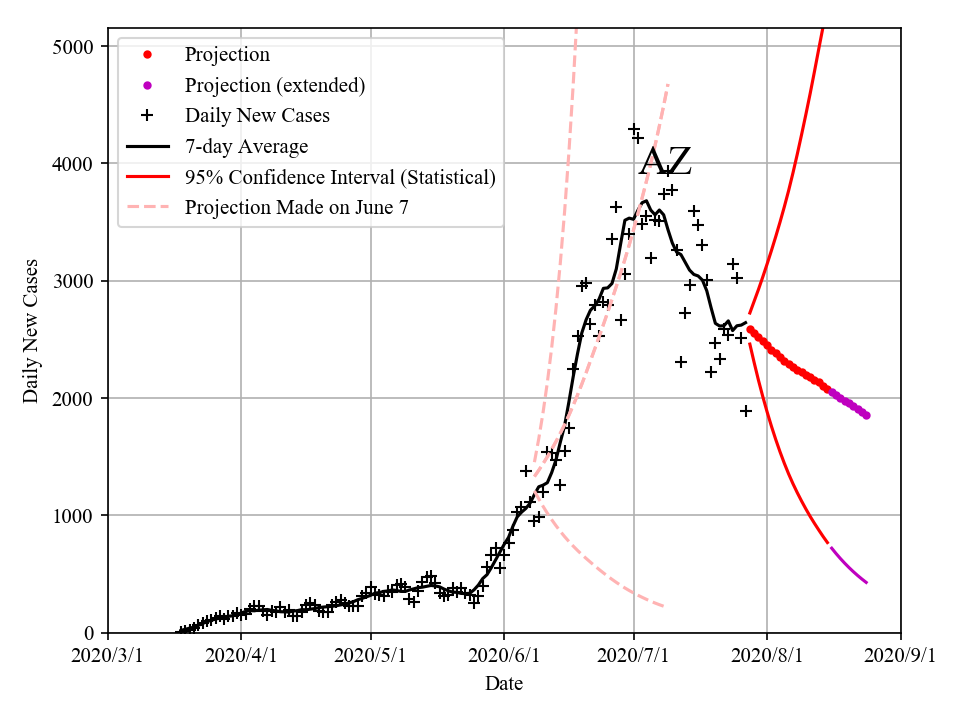 5000
4000
3000
2000
1000
0
Daily New Cases
Projection
Projection (extended)
Daily New Cases
7-day Average
95% Confidence Interval (Statistical)
Projection Made on June 7
AZ
2020/3/1 2020/4/1 2020/5/1 2020/6/1 2020/7/1 2020/8/1 2020/9/1
Date